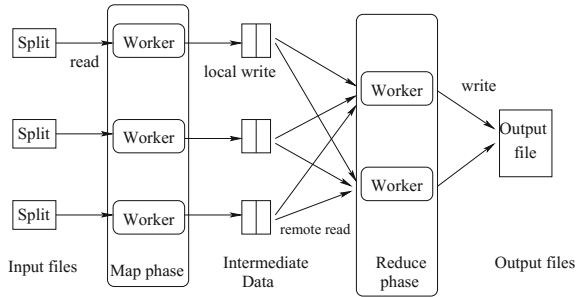 Split
Worker
read
local write
Worker
write
Split
Worker
Output
file
Worker
Split
Worker
remote read
Input files
Map phase
Intermediate
Data
Reduce
phase
Output files